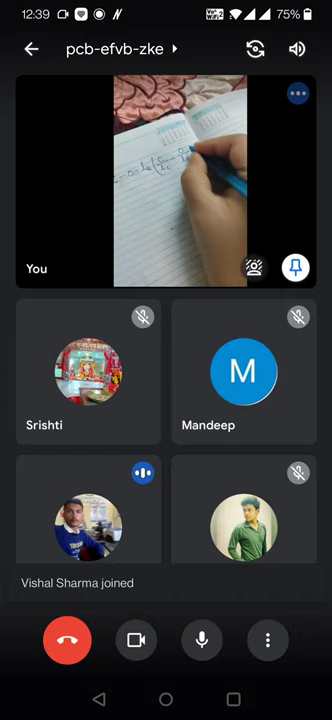 12:39
75%
pcb-efvb-zke
You
Srishti
M
Mandeep
Vishal Sharma joined